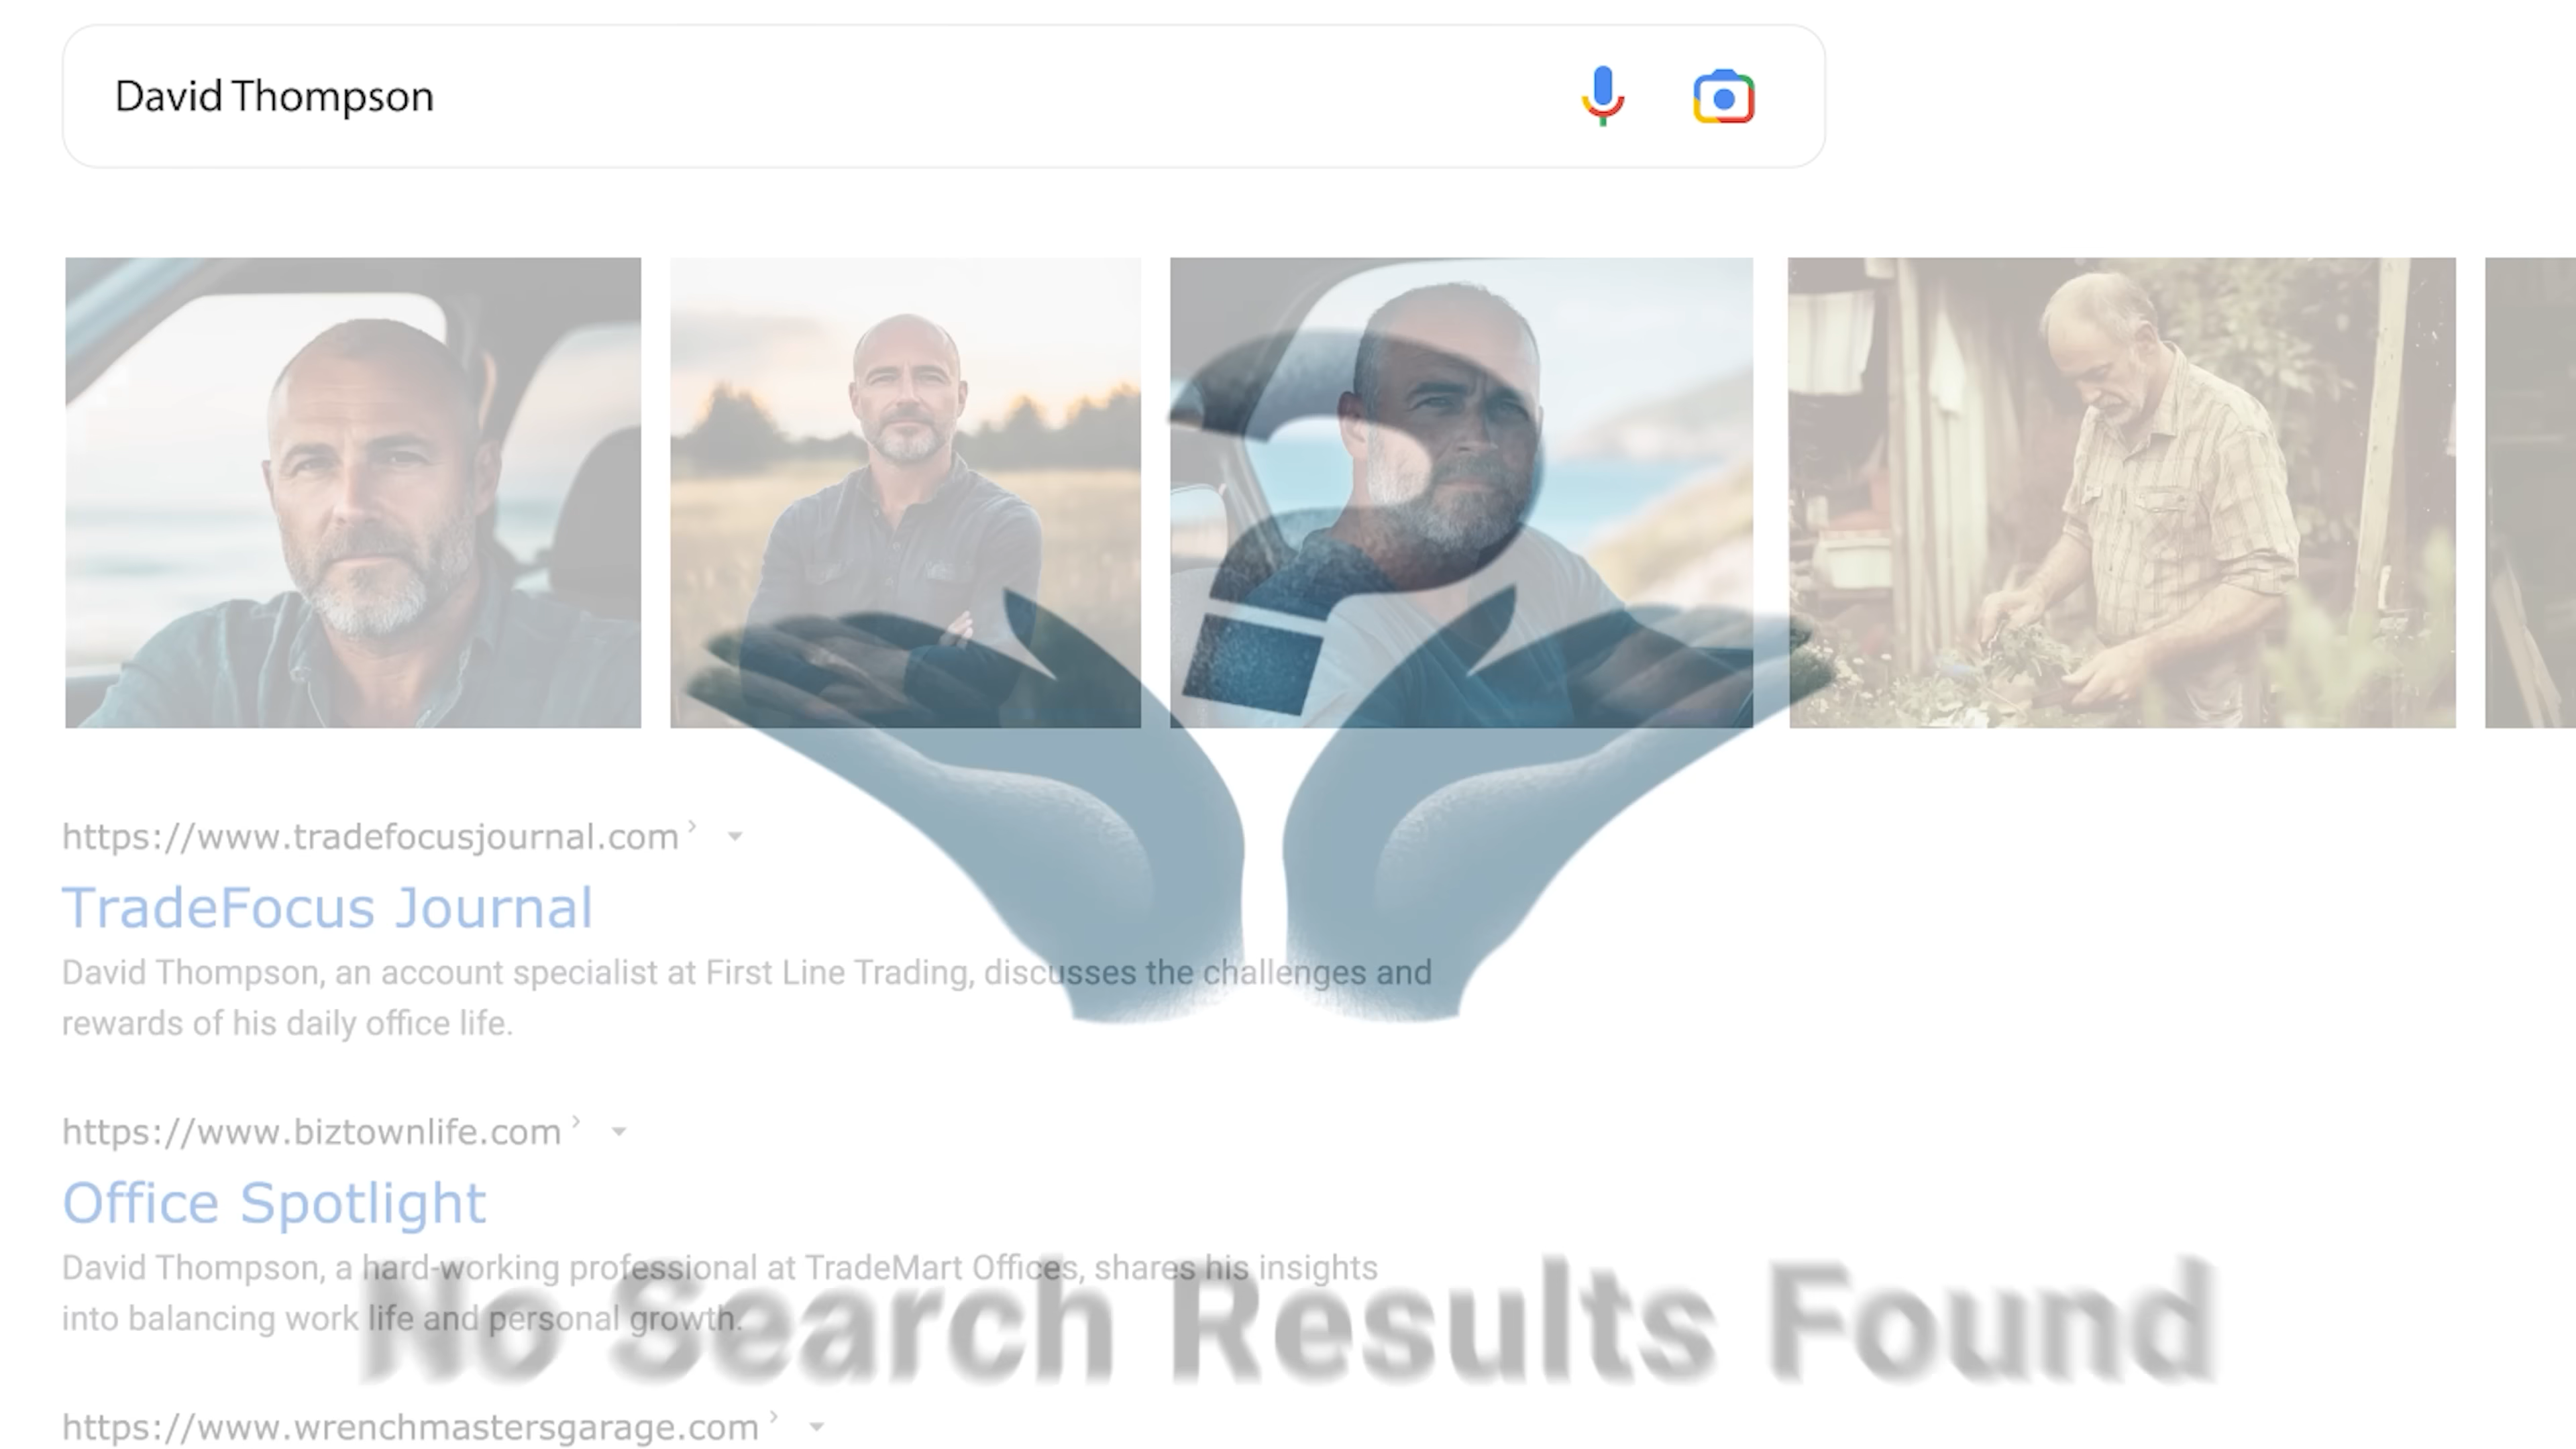 David Thompson
https://www.tradefocusjournal.com
TradeFocus Journal
David Thompson, an account specialist at First Line Trading, discusses the challenges and
rewards of his daily office life.
https://www.biztownlife.com
Office Spotlight
David Thompson, a hard-working professional at TradeMart Offices, shares his insights
into balancing work life and personal growth.
No Search Results Found
https://www.wrenchmastersgarage.com